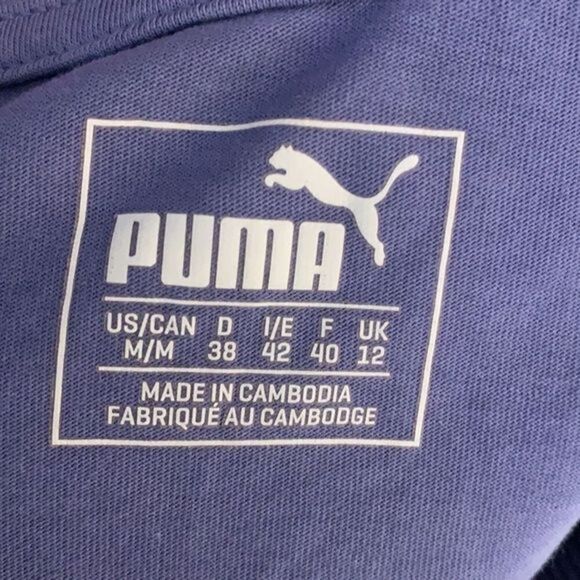 PUMA
US/CAN D I/E F UK
M/M 38 42 40 12
MADE IN CAMBODIA
FABRIQUÉ AU CAMBODGE